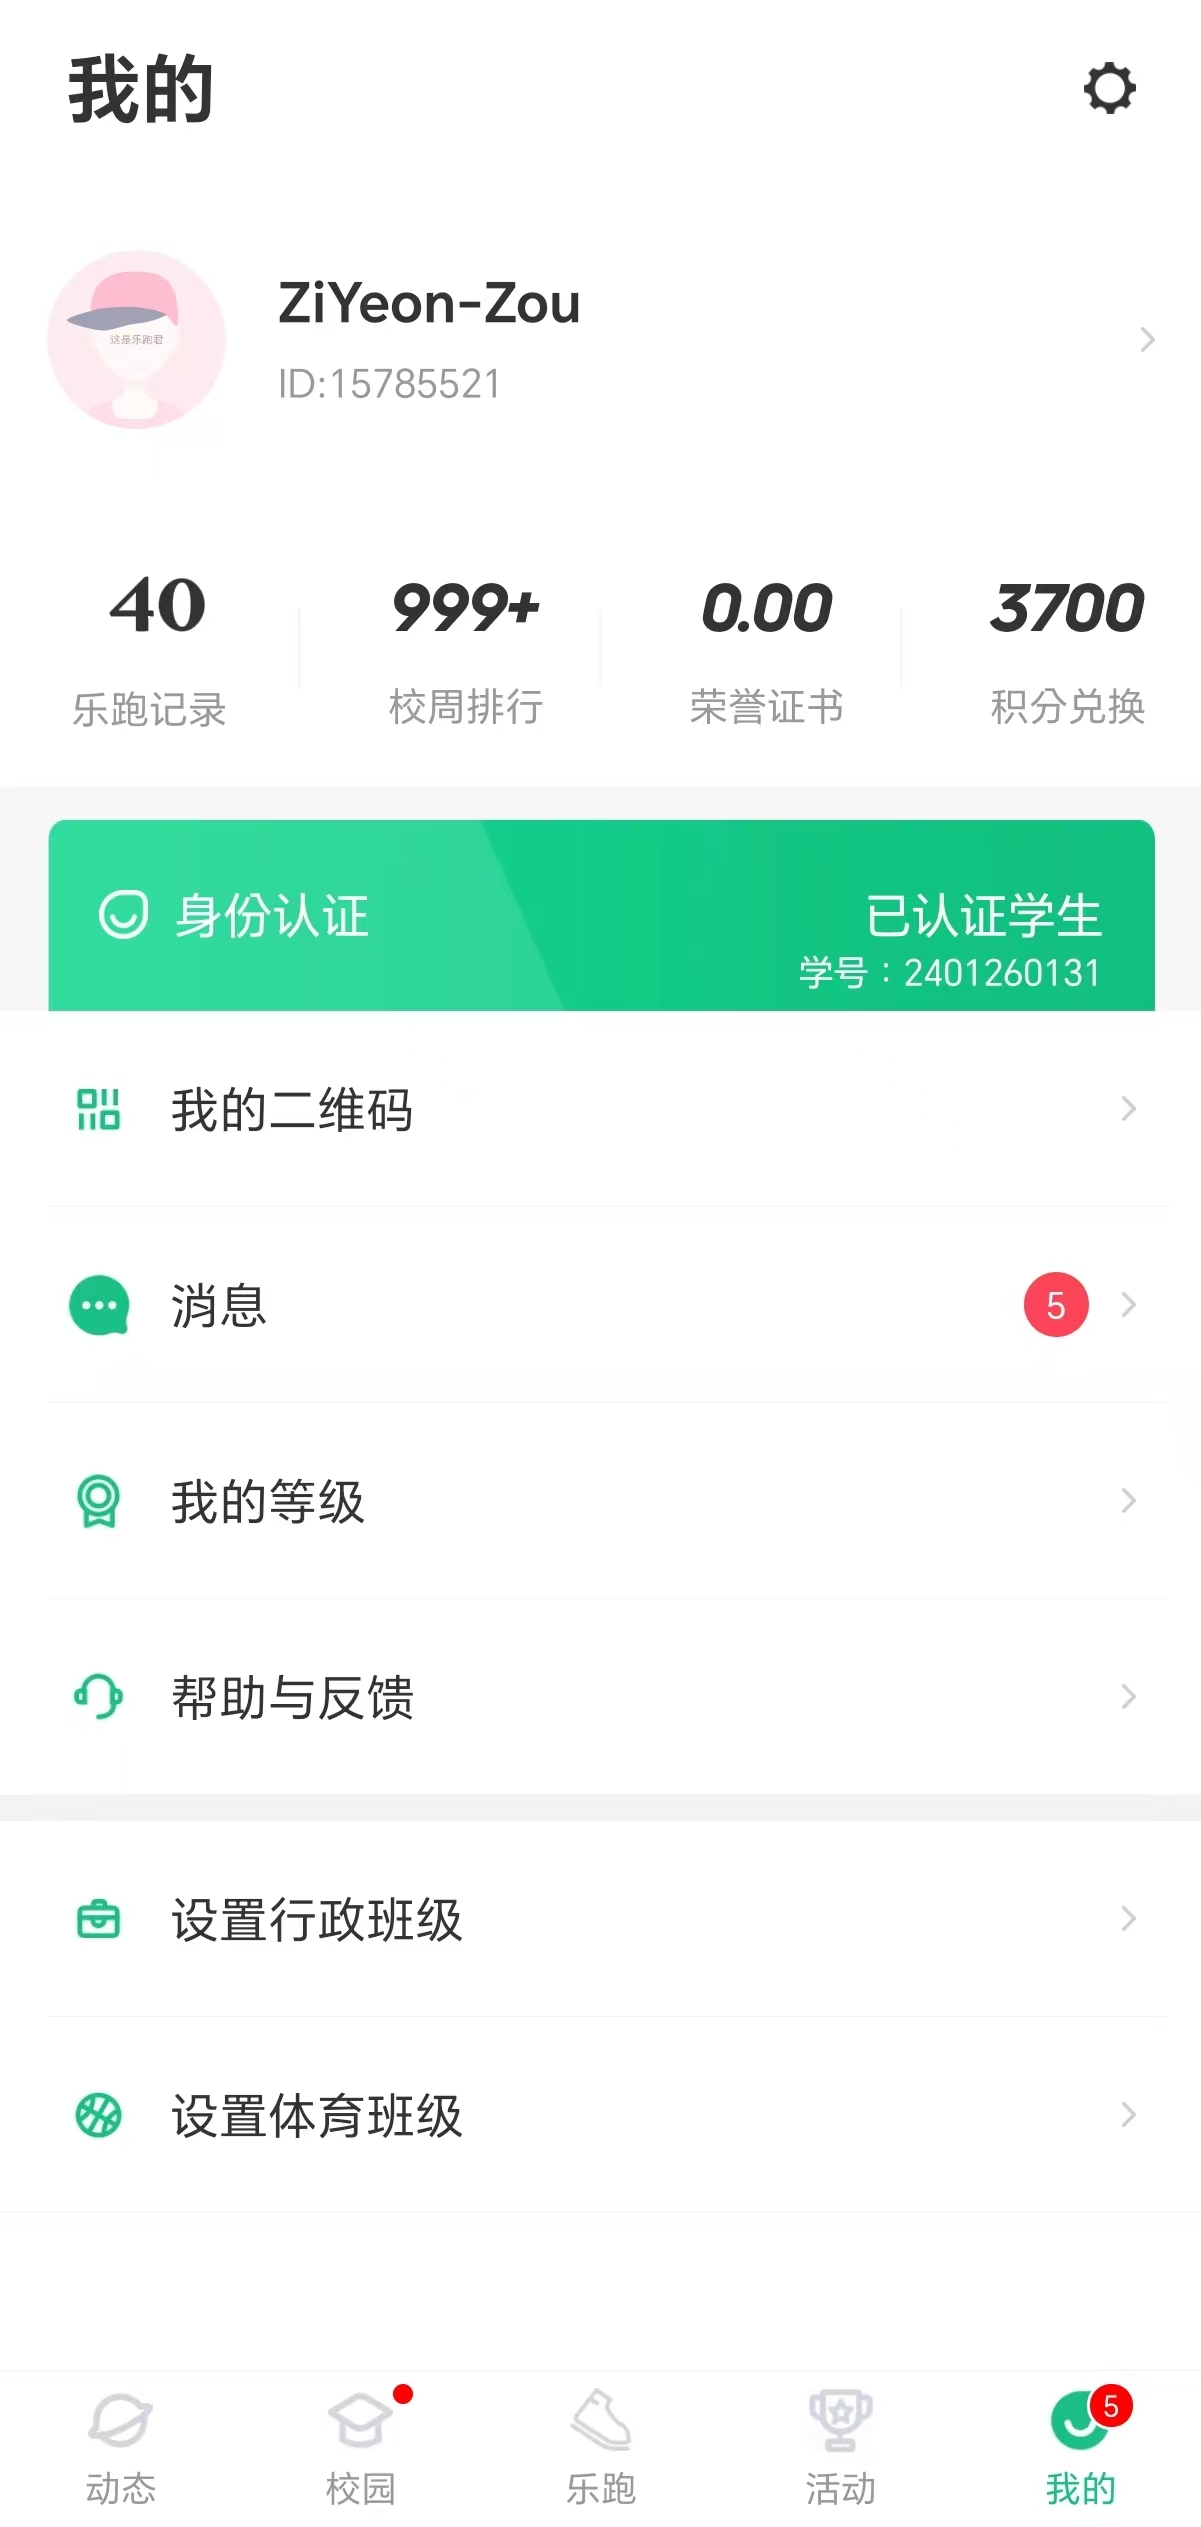 我的
这是乐跑君
ZiYeon-Zou
ID:15785521
40
999+
0.00
3700
乐跑记录
校周排行
荣誉证书
积分兑换
身份认证
已认证学生
学号：2401260131
我的二维码
消息
5
我的等级
帮助与反馈
设置行政班级
设置体育班级
5
动态
校园
乐跑
活动
我的